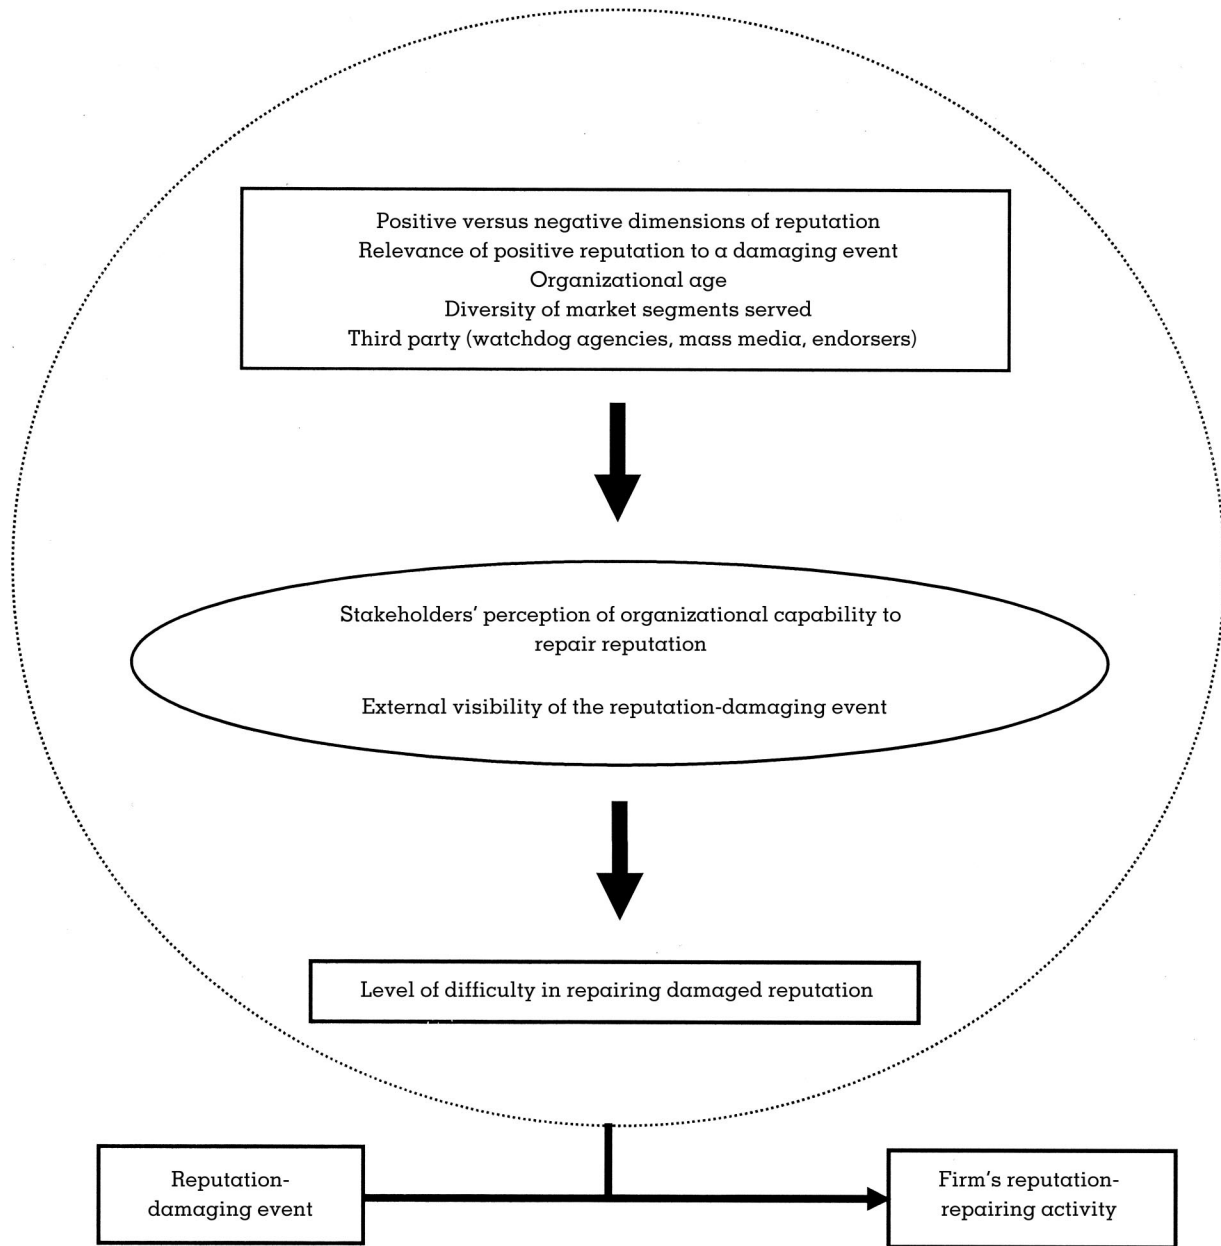 Positive versus negative dimensions of reputation
Relevance of positive reputation to a damaging event
Organizational age
Diversity of market segments served
Third party (watchdog agencies, mass media, endorsers)
Stakeholders’ perception of organizational capability to
repair reputation
External visibility of the reputation-damaging event
Level of difficulty in repairing damaged reputation
Reputation-
damaging event
Firm’s reputation-
repairing activity